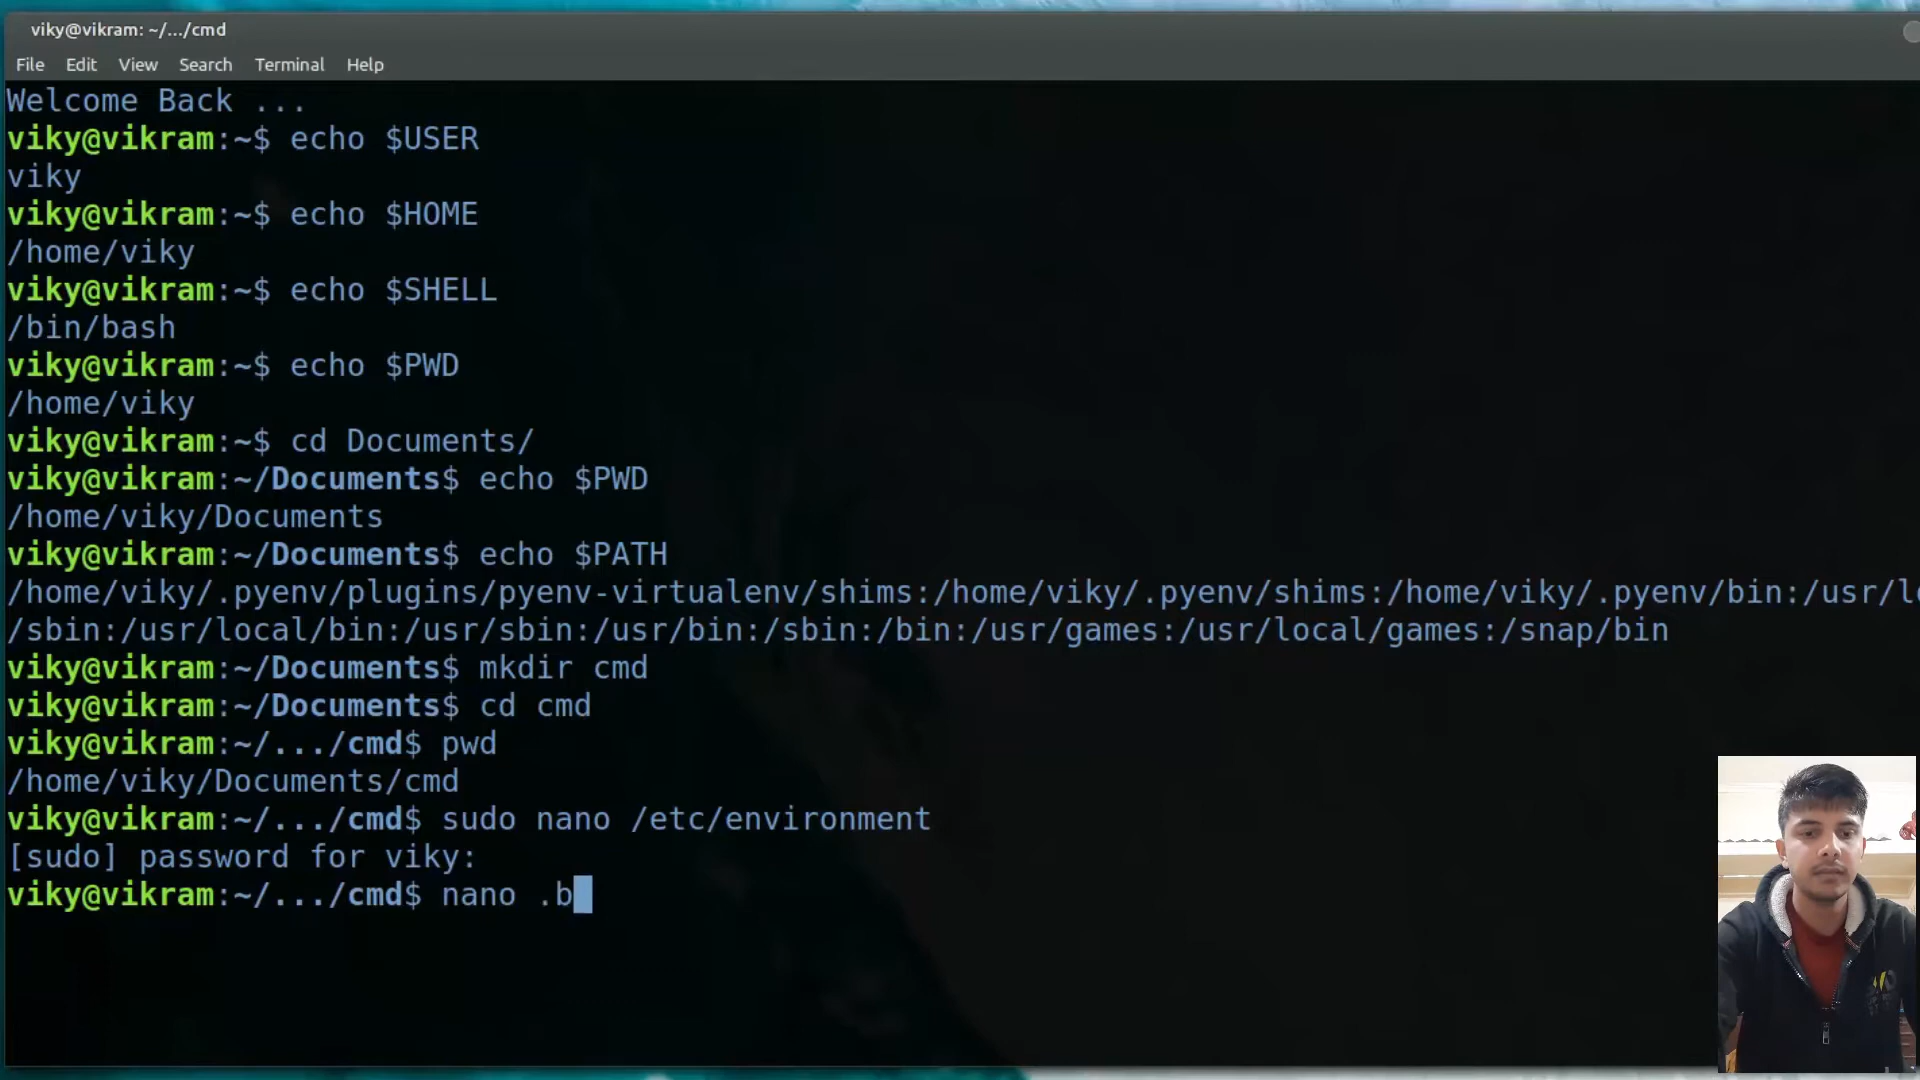 viky@vikram: ~/.../cmd
File Edit View Search Terminal Help
Welcome Back ...
viky@vikram:~$ echo $USER
viky
viky@vikram:~$ echo $HOME
/home/viky
viky@vikram:~$ echo $SHELL
/bin/bash
viky@vikram:~$ echo $PWD
/home/viky
viky@vikram:~$ cd Documents/
viky@vikram:~/Documents$ echo $PWD
/home/viky/Documents
viky@vikram:~/Documents$ echo $PATH
/home/viky/.pyenv/plugins/pyenv-virtualenv/shims:/home/viky/.pyenv/shims:/home/viky/.pyenv/bin:/usr/l
/sbin:/usr/local/bin:/usr/sbin:/usr/bin:/sbin:/bin:/usr/games:/usr/local/games:/snap/bin
viky@vikram:~/Documents$ mkdir cmd
viky@vikram:~/Documents$ cd cmd
viky@vikram:~/.../cmd$ pwd
/home/viky/Documents/cmd
viky@vikram:~/.../cmd$ sudo nano /etc/environment
[sudo] password for viky:
viky@vikram:~/.../cmd$ nano .b